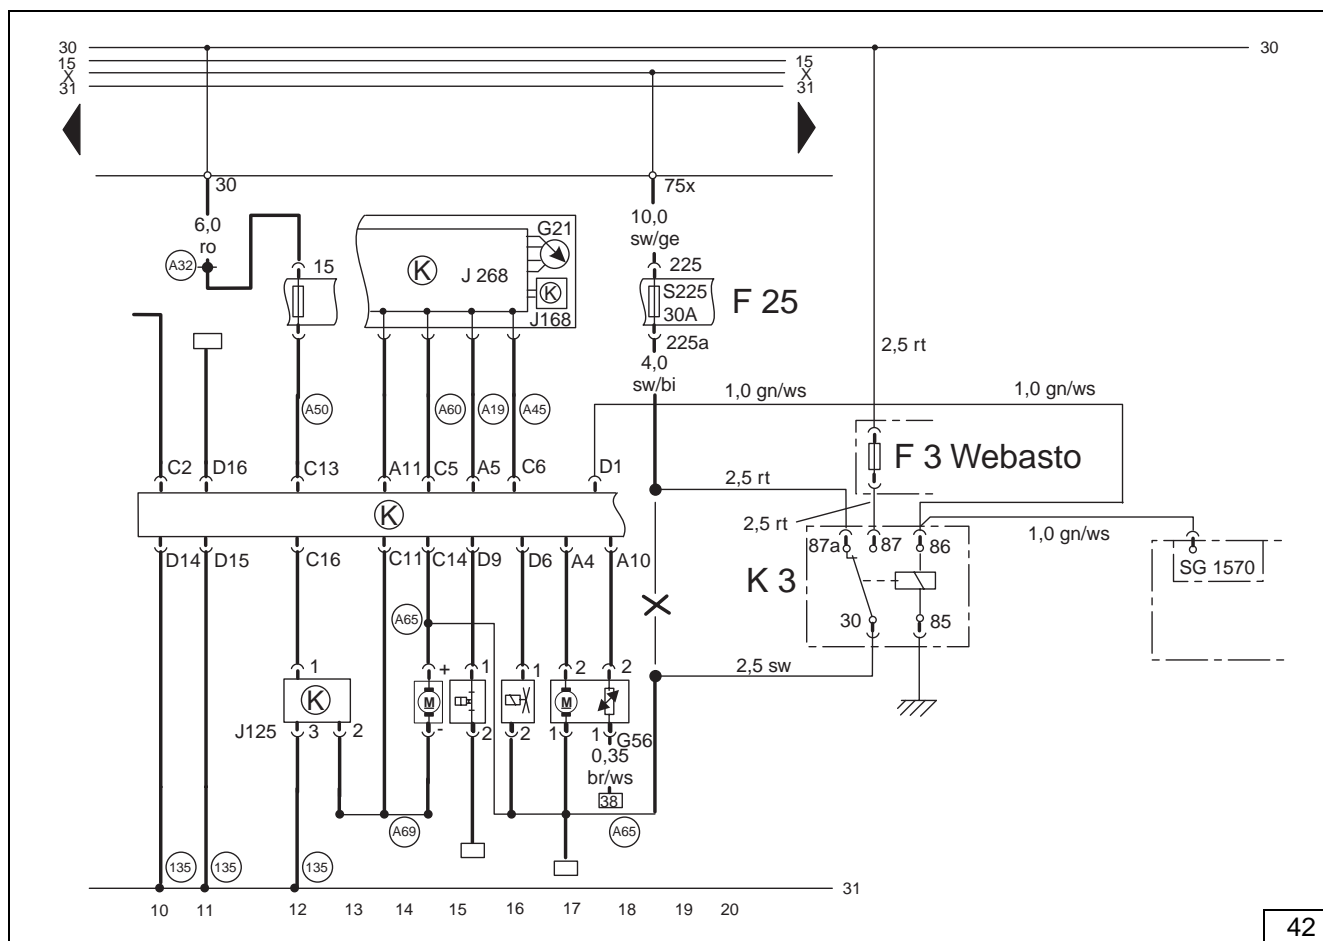 30 30
15 15
X X
31 31
30 75x
6,0 10,0
ro sw/ge
G21
A32 15 K J 268 225
K S225 F 25
J168 30A
225a
2,5 rt
4,0
sw/bi
1,0 gn/ws 1,0 gn/ws
A50 A60 A19 A45
F 3 Webasto
C2 D16 C13 A11 C5 A5 C6 D1
2,5 rt
K
2,5 rt
1,0 gn/ws
87a 87 86
D14 D15 C16 C11 C14 D9 D6 A4 A10
SG 1570
K 3
A65 30 85
1 + 1 1 2 2 2,5 sw
K M M
J125 3 2 - 2 2 1 1 G56
0,35
br/ws
38
A69 A65
135 135 135
31
10 11 12 13 14 15 16 17 18 19 20
42